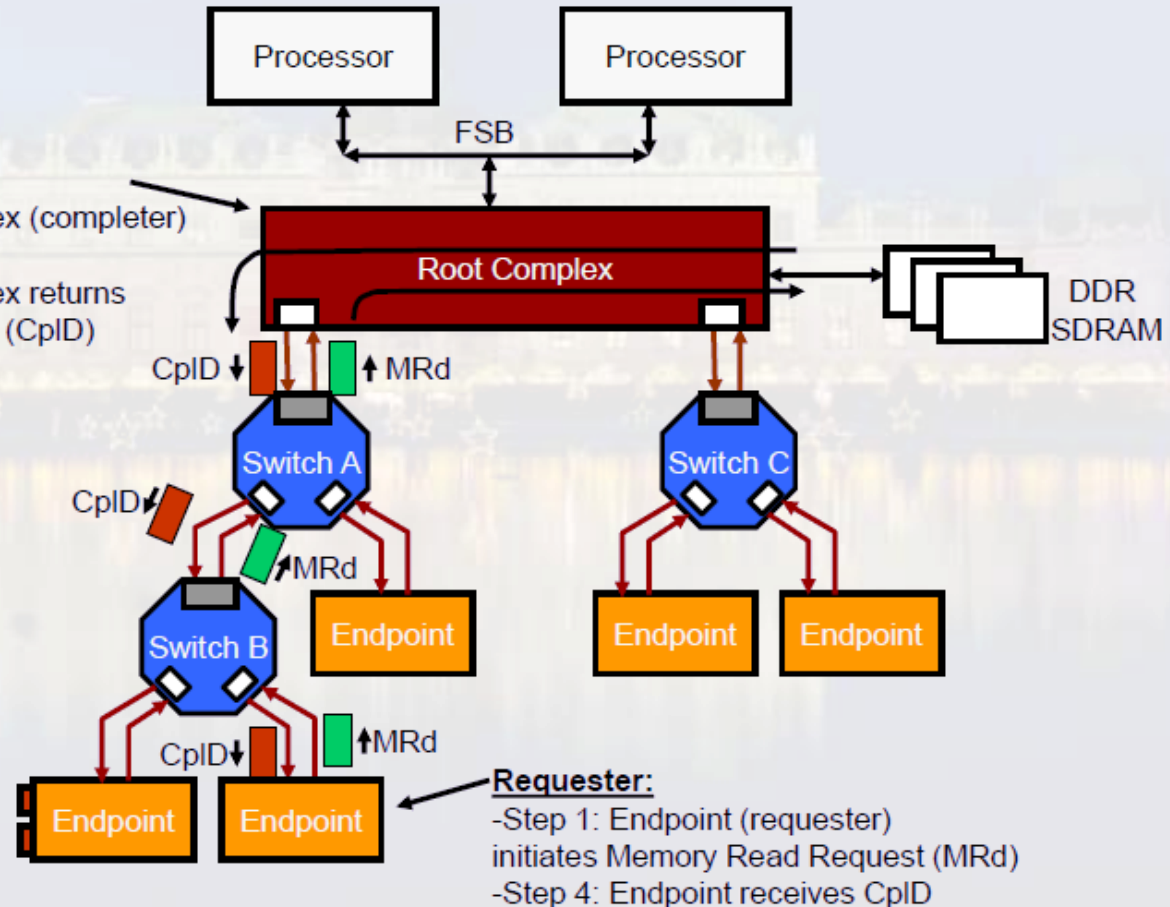 Processor
Processor
FSB
ex (completer)
Root Complex
ex returns
(CplD)
DDR
SDRAM
CplD
MRd
Switch A
Switch C
CplD
MRd
Endpoint
Endpoint
Endpoint
Switch B
CplD
MRd
Endpoint
Endpoint
Requester:
-Step 1: Endpoint (requester)
initiates Memory Read Request (MRd)
-Step 4: Endpoint receives CplD